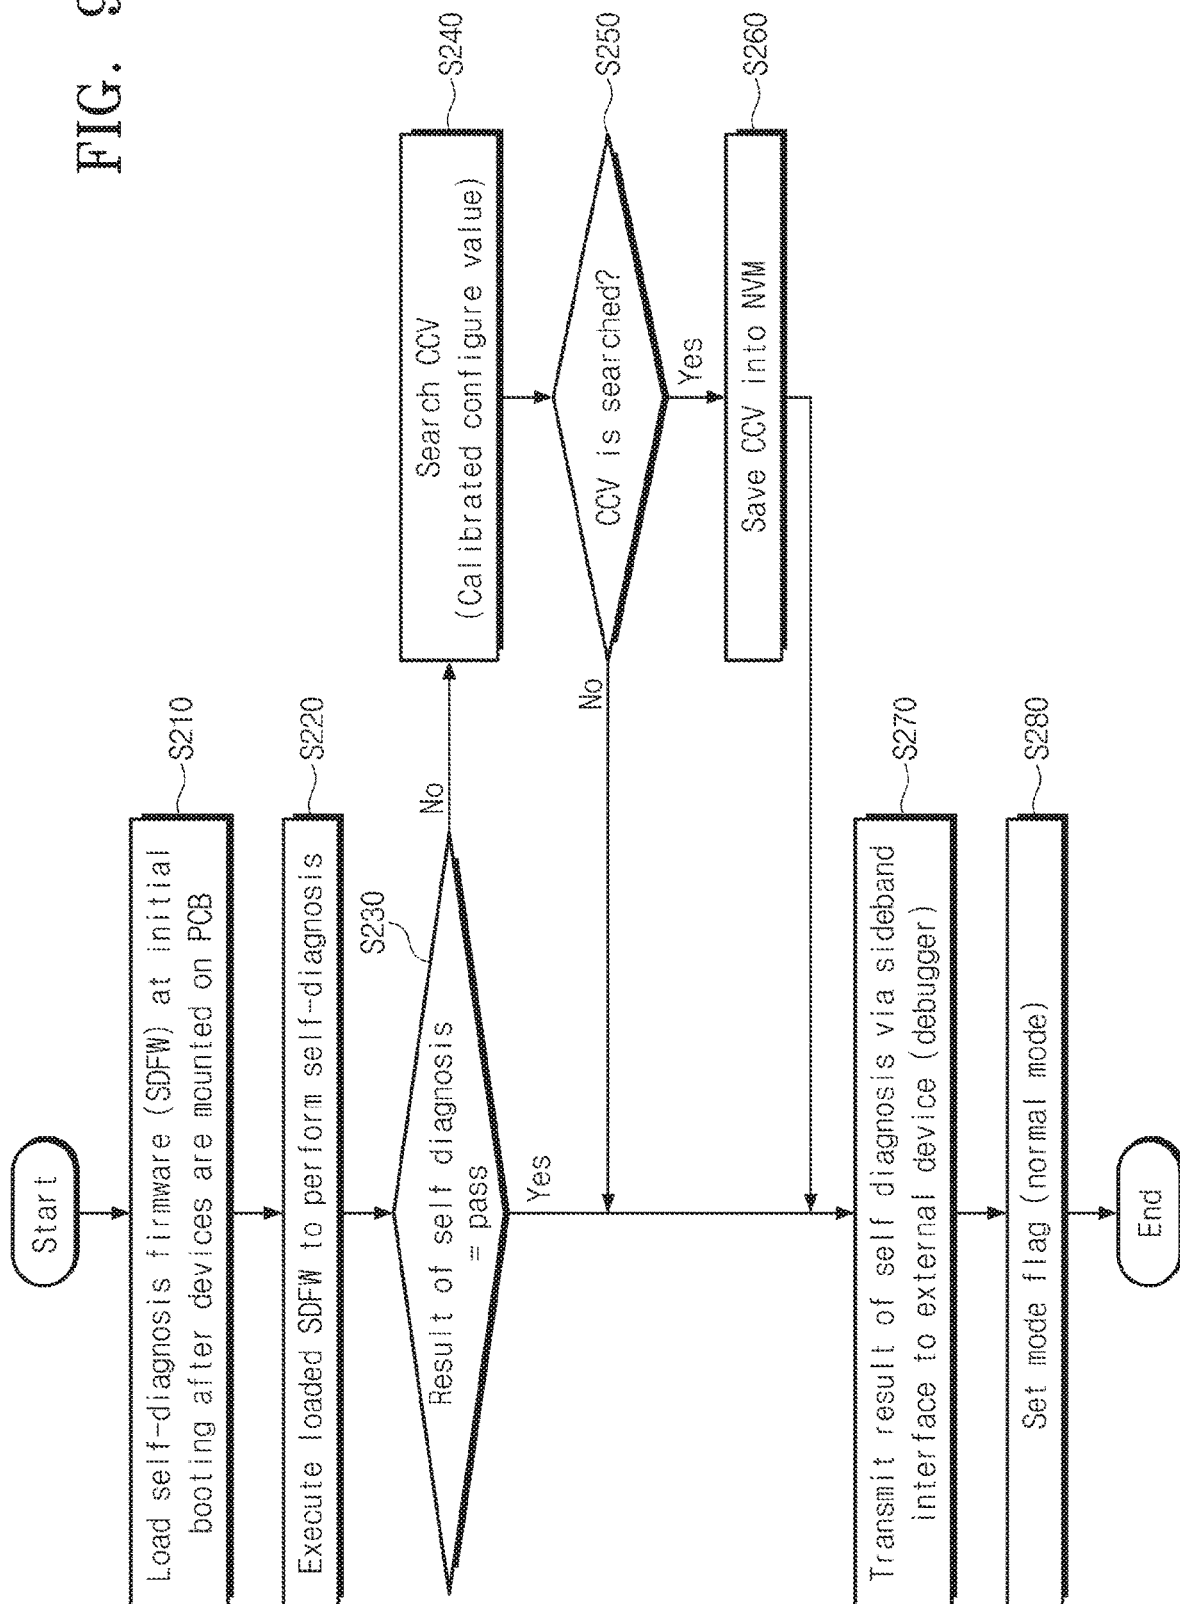 FIG. 9
Start
Load self-diagnosis firmware (SDFW) at initial
booting after devices are mounted on PCB
S210
Execute loaded SDFW to perform self-diagnosis
S220
S230
Result of self diagnosis
= pass
No
Yes
Search CCV
(Calibrated configure value)
S240
CCV is searched?
S250
No
Yes
Save CCV into NVM
S260
Transmit result of self diagnosis via sideband
interface to external device (debugger)
S270
Set mode flag (normal mode)
S280
End